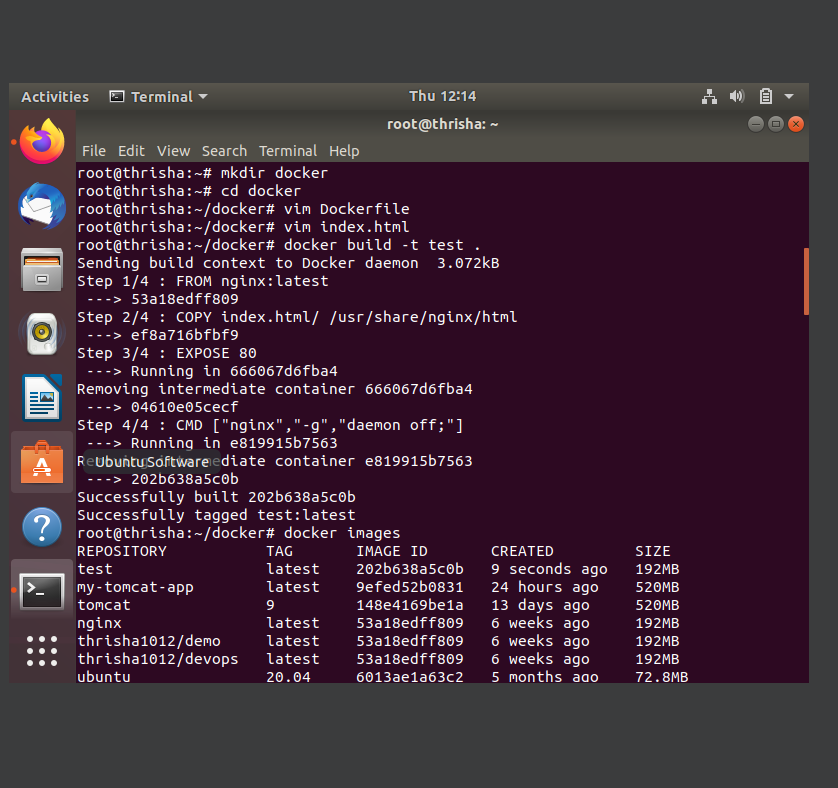 Activities Terminal Thu 12:14
root@thrisha: ~
File Edit View Search Terminal Help
root@thrisha:~# mkdir docker
root@thrisha:~# cd docker
root@thrisha:~/docker# vim Dockerfile
root@thrisha:~/docker# vim index.html
root@thrisha:~/docker# docker build -t test .
Sending build context to Docker daemon  3.072kB
Step 1/4 : FROM nginx:latest
 ---> 53a18edff809
Step 2/4 : COPY index.html/ /usr/share/nginx/html
 ---> ef8a716bfbf9
Step 3/4 : EXPOSE 80
 ---> Running in 666067d6fba4
Removing intermediate container 666067d6fba4
 ---> 04610e05cecf
Step 4/4 : CMD ["nginx","-g","daemon off;"]
 ---> Running in e819915b7563
Removing intermediate container e819915b7563
Ubuntu Software
 ---> 202b638a5c0b
Successfully built 202b638a5c0b
Successfully tagged test:latest
root@thrisha:~/docker# docker images
REPOSITORY           TAG       IMAGE ID       CREATED         SIZE
test                 latest    202b638a5c0b   9 seconds ago   192MB
my-tomcat-app        latest    9efed52b0831   24 hours ago    520MB
tomcat               9         148e4169be1a   13 days ago     520MB
nginx                latest    53a18edff809   6 weeks ago     192MB
thrisha1012/demo     latest    53a18edff809   6 weeks ago     192MB
thrisha1012/devops   latest    53a18edff809   6 weeks ago     192MB
ubuntu               20.04     6013ae1a63c2   5 months ago    72.8MB